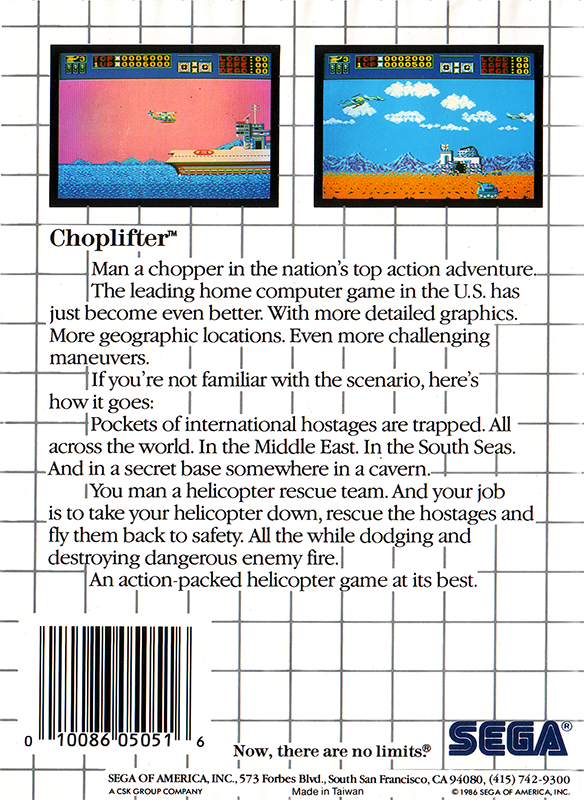 Choplifter™
Man a chopper in the nation's top action adventure.
The leading home computer game in the U.S. has
just become even better. With more detailed graphics.
More geographic locations. Even more challenging
maneuvers.
If you're not familiar with the scenario, here's
how it goes:
Pockets of international hostages are trapped. All
across the world. In the Middle East. In the South Seas.
And in a secret base somewhere in a cavern.
You man a helicopter rescue team. And your job
is to take your helicopter down, rescue the hostages and
fly them back to safety. All the while dodging and
destroying dangerous enemy fire.
An action-packed helicopter game at its best.
0 10086 05051 6
Now, there are no limits.®
SEGA®
SEGA OF AMERICA, INC., 573 Forbes Blvd., South San Francisco, CA 94080, (415) 742-9300
A CSK GROUP COMPANY
Made in Taiwan
© 1986 SEGA OF AMERICA, INC.